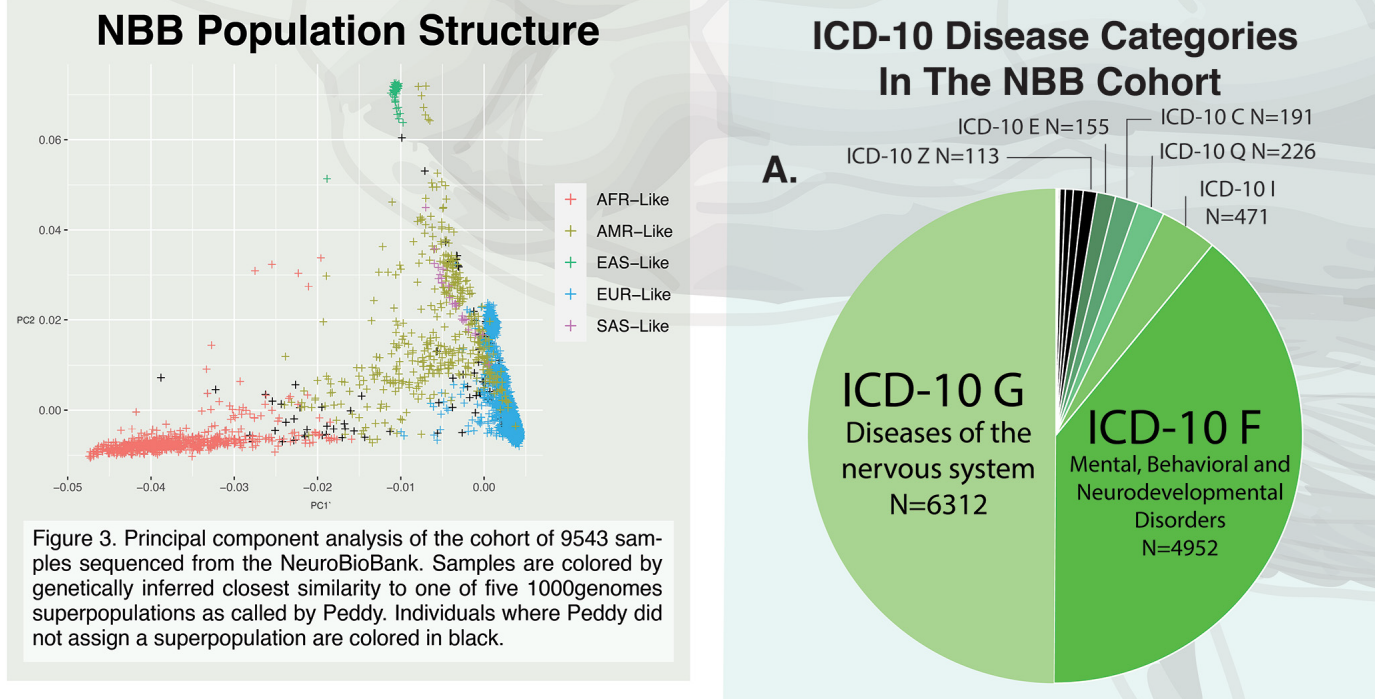 NBB Population Structure
0.06
0.04
0.02
0.00
PC2
−0.05
−0.04
−0.03
−0.02
−0.01
0.00
PC1`
AFR−Like
AMR−Like
EAS−Like
EUR−Like
SAS−Like
Figure 3. Principal component analysis of the cohort of 9543 sam-
ples sequenced from the NeuroBioBank. Samples are colored by
genetically inferred closest similarity to one of five 1000genomes
superpopulations as called by Peddy. Individuals where Peddy did
not assign a superpopulation are colored in black.
ICD-10 Disease Categories
In The NBB Cohort
A.
ICD-10 Z N=113
ICD-10 E N=155
ICD-10 C N=191
ICD-10 Q N=226
ICD-10 I
N=471
ICD-10 G
Diseases of the
nervous system
N=6312
ICD-10 F
Mental, Behavioral and
Neurodevelopmental
Disorders
N=4952